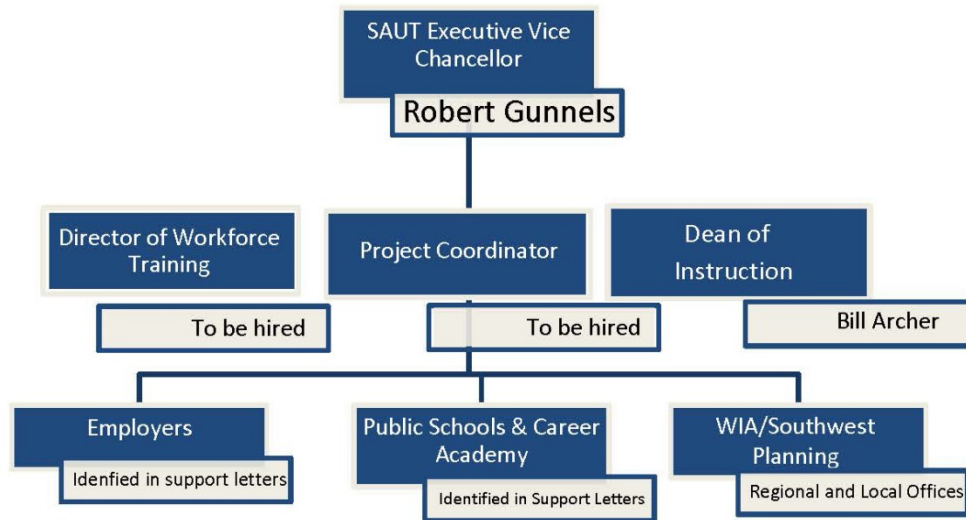 SAUT Executive Vice
Chancellor
Robert Gunnels
Director of Workforce
Training
To be hired
Project Coordinator
To be hired
Dean of
Instruction
Bill Archer
Employers
Idenfied in support letters
Public Schools & Career
Academy
Identified in Support Letters
WIA/Southwest
Planning
Regional and Local Offices